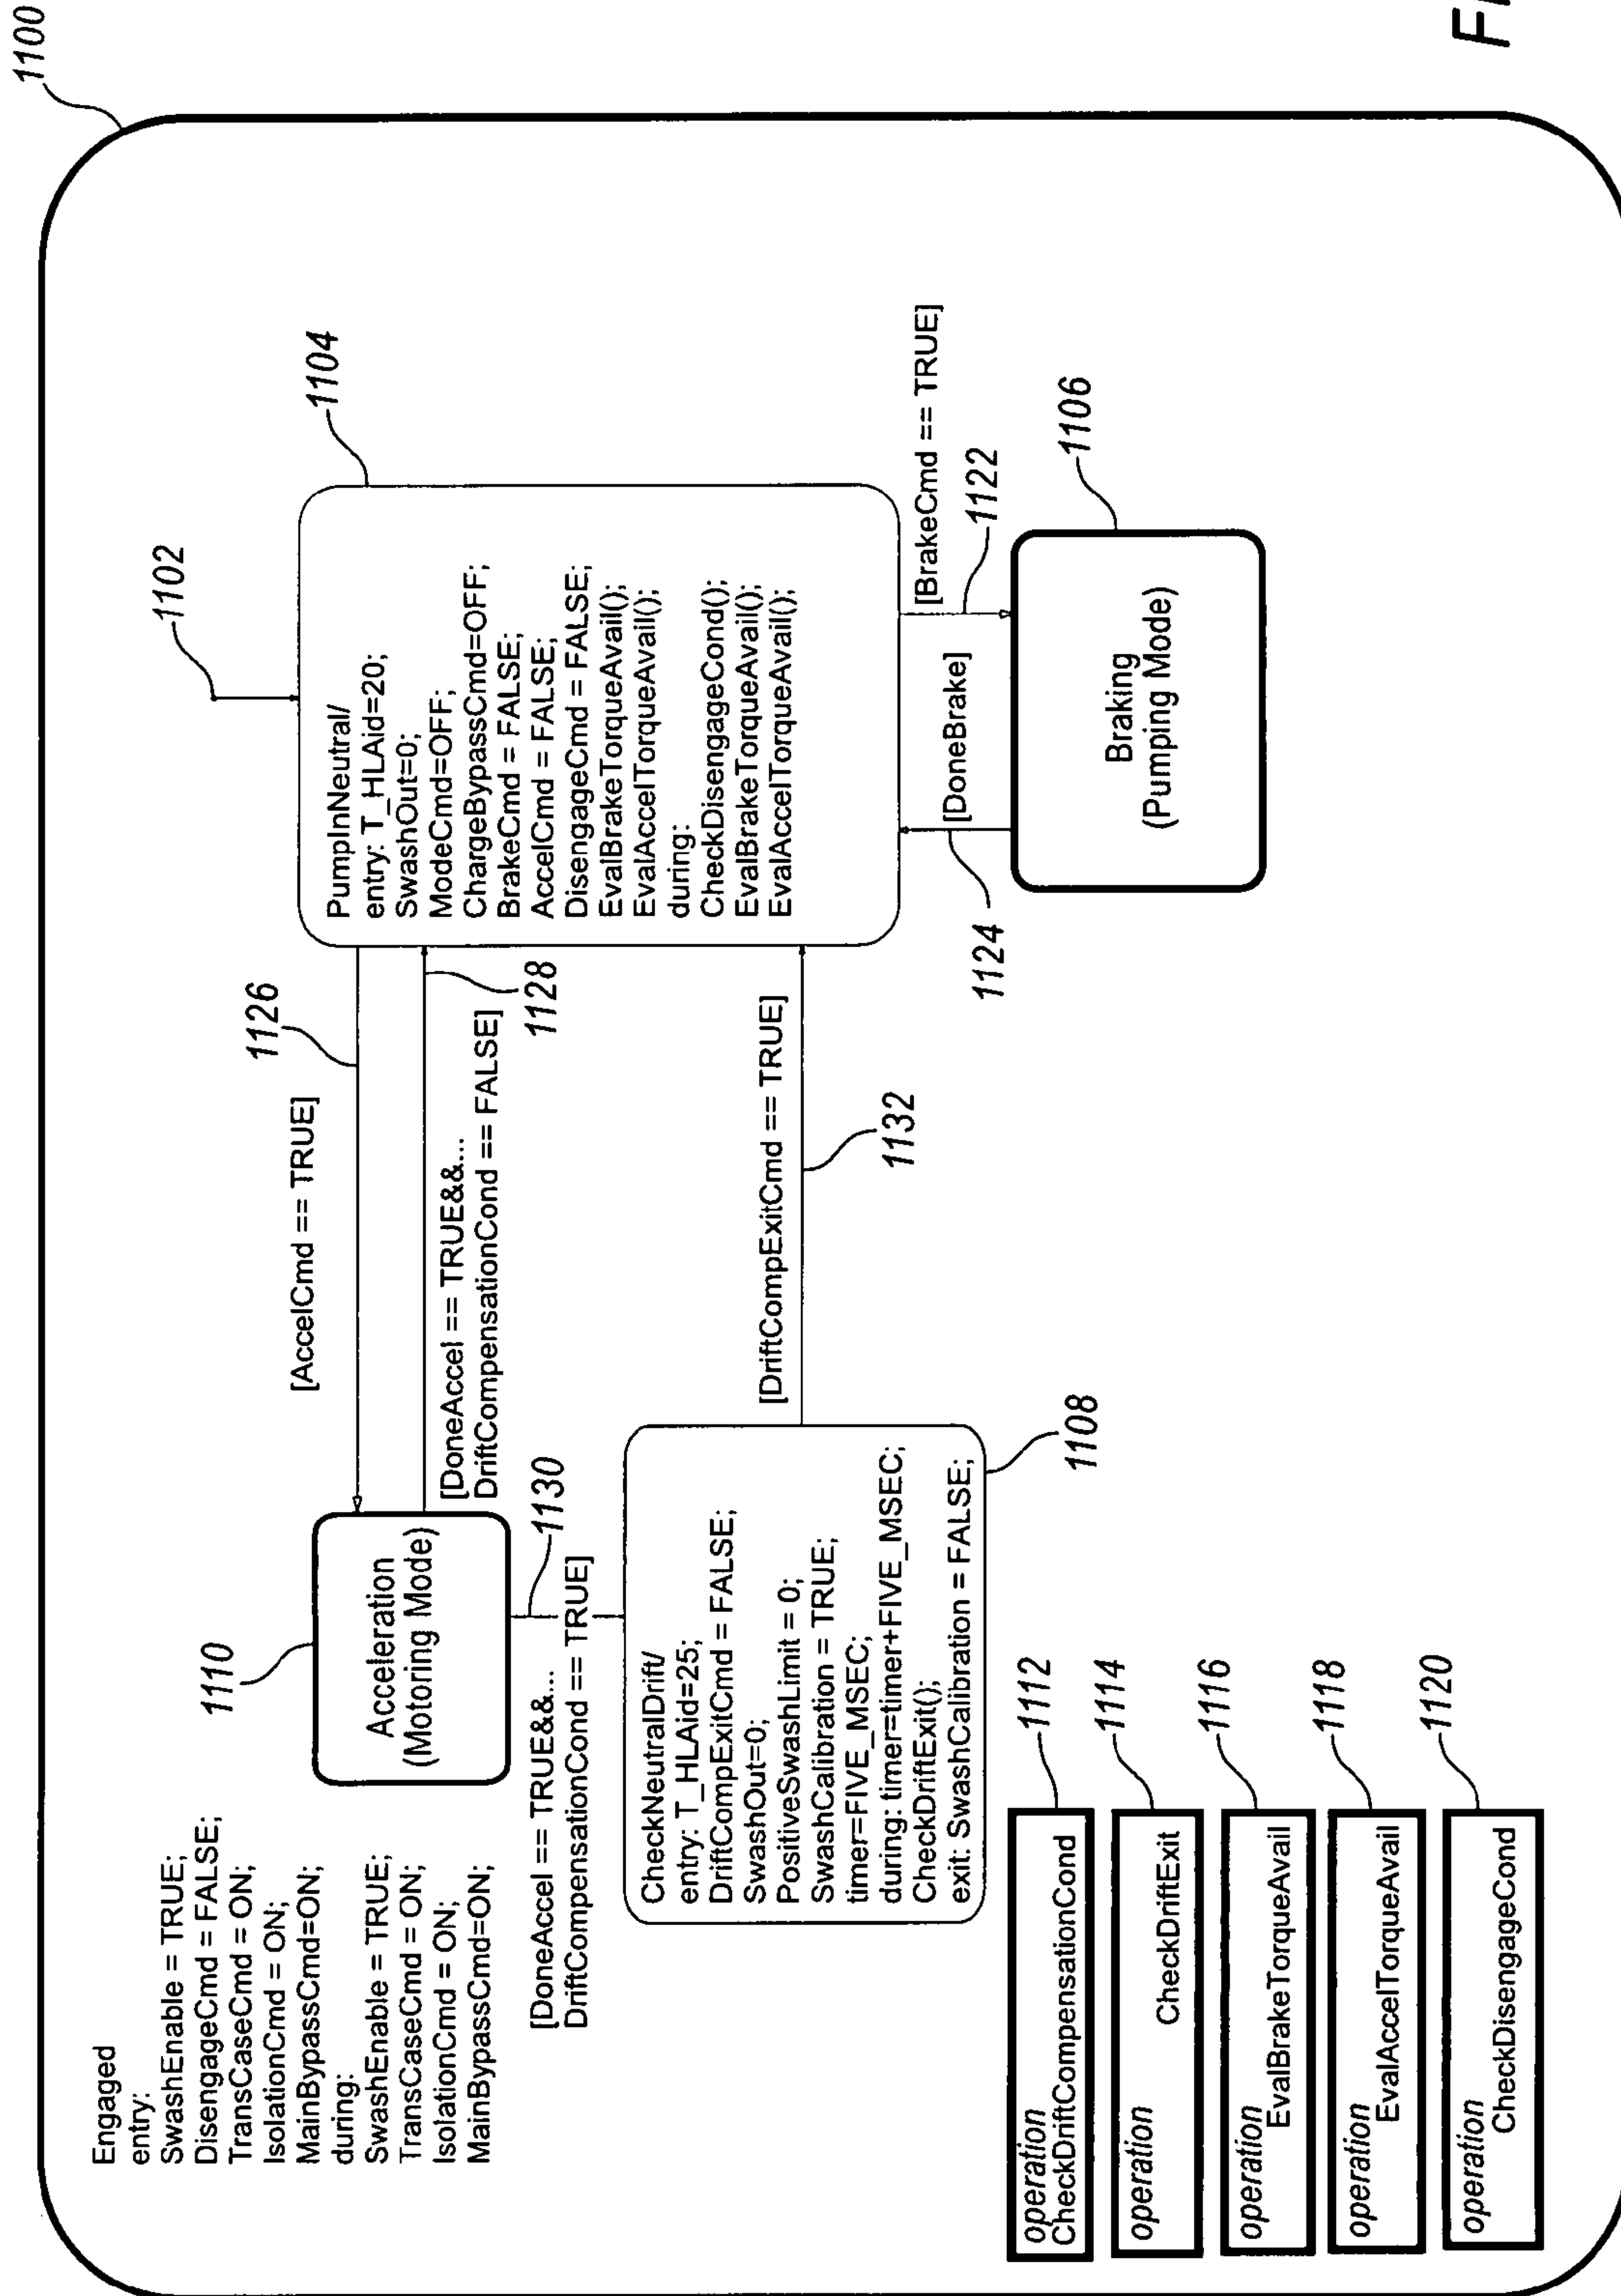 1100
Engaged
entry:
SwashEnable = TRUE;
DisengageCmd = FALSE;
TransCaseCmd = ON;
IsolationCmd = ON;
MainBypassCmd=ON;
during:
SwashEnable = TRUE;
TransCaseCmd = ON;
IsolationCmd = ON;
MainBypassCmd=ON;
1110
Acceleration
(Motoring Mode)
[AccelCmd == TRUE]
1126
[DoneAccel == TRUE&&...
DriftCompensationCond == FALSE]
1128
1102
1104
PumpInNeutral/
entry: T_HLAid=20;
SwashOut=0;
ModeCmd=OFF;
ChargeBypassCmd=OFF;
BrakeCmd = FALSE;
AccelCmd = FALSE;
DisengageCmd = FALSE;
EvalBrakeTorqueAvail();
EvalAccelTorqueAvail();
during:
CheckDisengageCond();
EvalBrakeTorqueAvail();
EvalAccelTorqueAvail();
1130
[DoneAccel == TRUE&&...
DriftCompensationCond == TRUE]
CheckNeutralDrift/
entry: T_HLAid=25;
DriftCompExitCmd = FALSE;
SwashOut=0;
PositiveSwashLimit = 0;
SwashCalibration = TRUE;
timer=FIVE_MSEC;
during: timer=timer+FIVE_MSEC;
CheckDriftExit();
exit: SwashCalibration = FALSE;
1108
[DriftCompExitCmd == TRUE]
1132
1124
[DoneBrake]
[BrakeCmd == TRUE]
1122
Braking
(Pumping Mode)
1106
operation
CheckDriftCompensationCond
1112
operation
CheckDriftExit
1114
operation
EvalBrakeTorqueAvail
1116
operation
EvalAccelTorqueAvail
1118
operation
CheckDisengageCond
1120